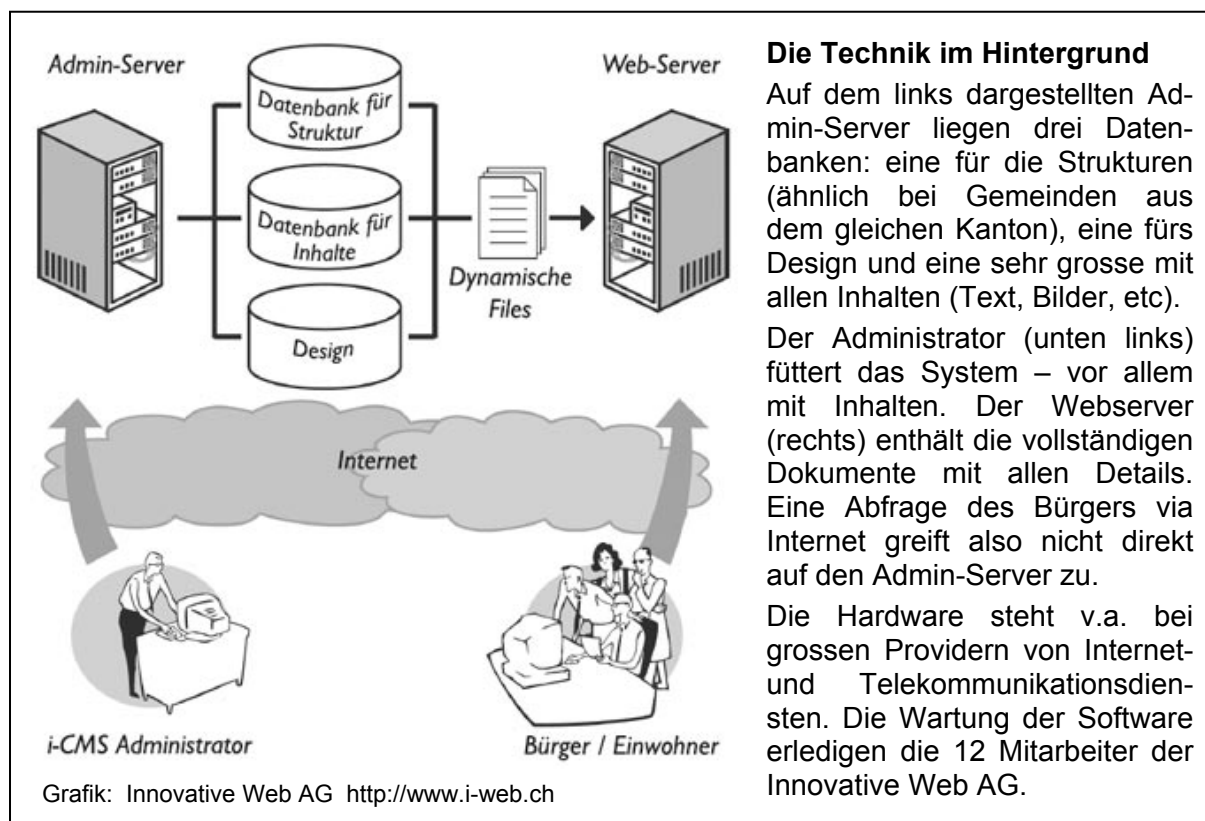 Admin-Server
Web-Server
Datenbank für
Struktur
Datenbank für
Inhalte
Dynamische
Files
Design
Internet
i-CMS Administrator
Bürger / Einwohner
Grafik: Innovative Web AG http://www.i-web.ch
Die Technik im Hintergrund
Auf dem links dargestellten Ad-
min-Server liegen drei Daten-
banken: eine für die Strukturen
(ähnlich bei Gemeinden aus
dem gleichen Kanton), eine fürs
Design und eine sehr grosse mit
allen Inhalten (Text, Bilder, etc).
Der Administrator (unten links)
füttert das System – vor allem
mit Inhalten. Der Webserver
(rechts) enthält die vollständigen
Dokumente mit allen Details.
Eine Abfrage des Bürgers via
Internet greift also nicht direkt
auf den Admin-Server zu.
Die Hardware steht v.a. bei
grossen Providern von Internet-
und Telekommunikationsdien-
sten. Die Wartung der Software
erledigen die 12 Mitarbeiter der
Innovative Web AG.